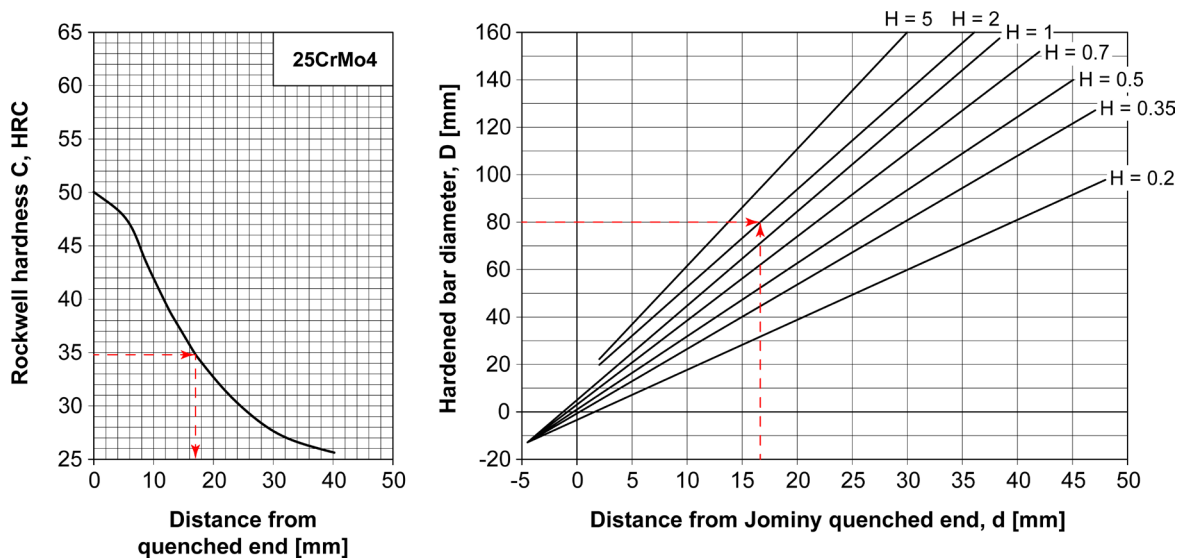 25CrMo4
Rockwell hardness C, HRC
65
60
55
50
45
40
35
30
25
0
10
20
30
40
50
Distance from
quenched end [mm]
Hardened bar diameter, D [mm]
160
140
120
100
80
60
40
20
0
-20
-5
0
5
10
15
20
25
30
35
40
45
50
Distance from Jominy quenched end, d [mm]
H = 5
H = 2
H = 1
H = 0.7
H = 0.5
H = 0.35
H = 0.2